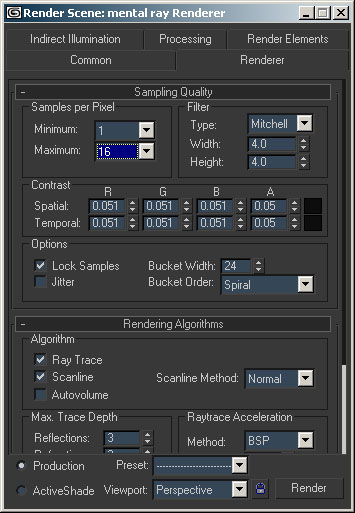 Render Scene: mental ray Renderer
Indirect Illumination Processing Render Elements
Common Renderer
- Sampling Quality
Samples per Pixel
Minimum: 1
Maximum: 16
Filter
Type: Mitchell
Width: 4.0
Height: 4.0
Contrast
R G B A
Spatial: 0.051 0.051 0.051 0.05
Temporal: 0.051 0.051 0.051 0.05
Options
Lock Samples Bucket Width: 24
Jitter Bucket Order: Spiral
- Rendering Algorithms
Algorithm
Ray Trace
Scanline Scanline Method: Normal
Autovolume
Max. Trace Depth Raytrace Acceleration
Reflections: 3 Method: BSP
Production Preset: --------------------
ActiveShade Viewport: Perspective Render